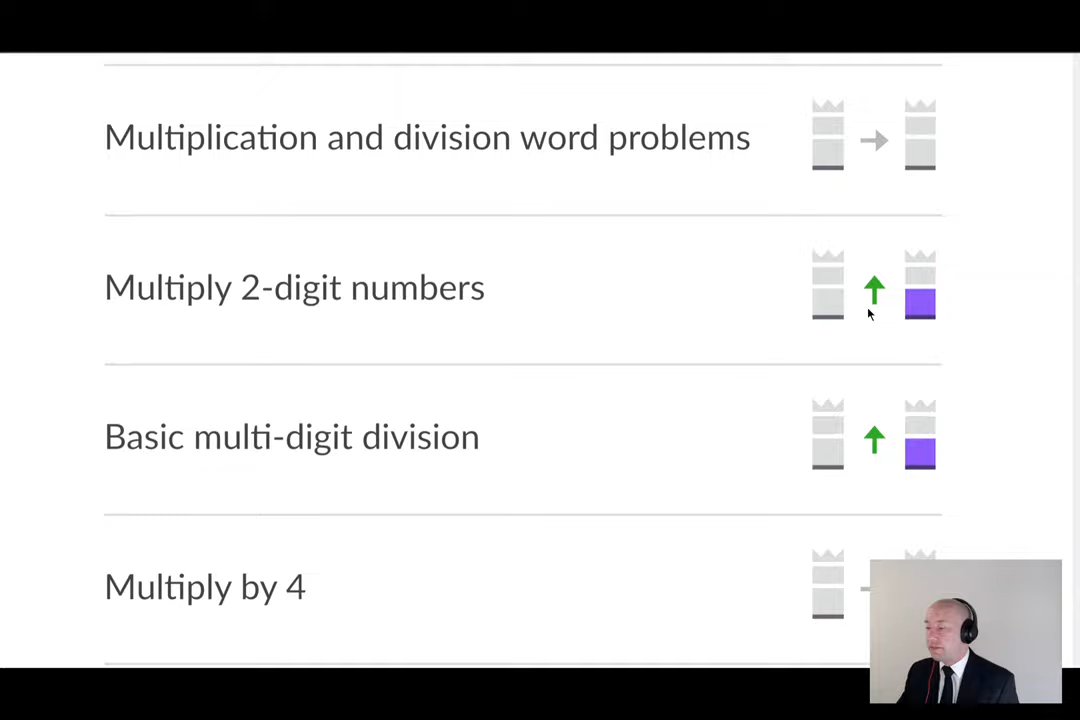 Multiplication and division word problems
Multiply 2-digit numbers
Basic multi-digit division
Multiply by 4